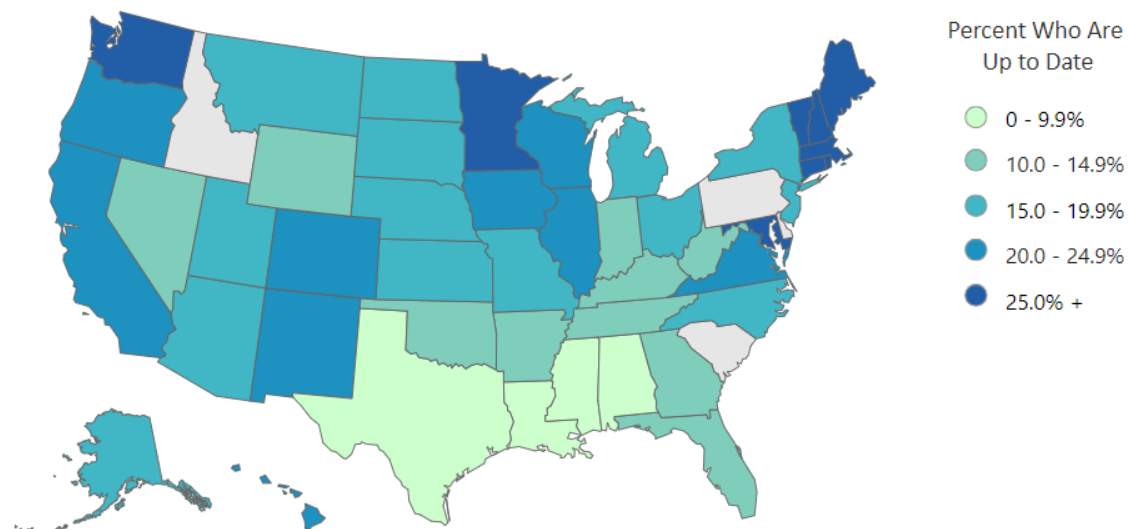 Percent Who Are
Up to Date
0 - 9.9%
10.0 - 14.9%
15.0 - 19.9%
20.0 - 24.9%
25.0% +